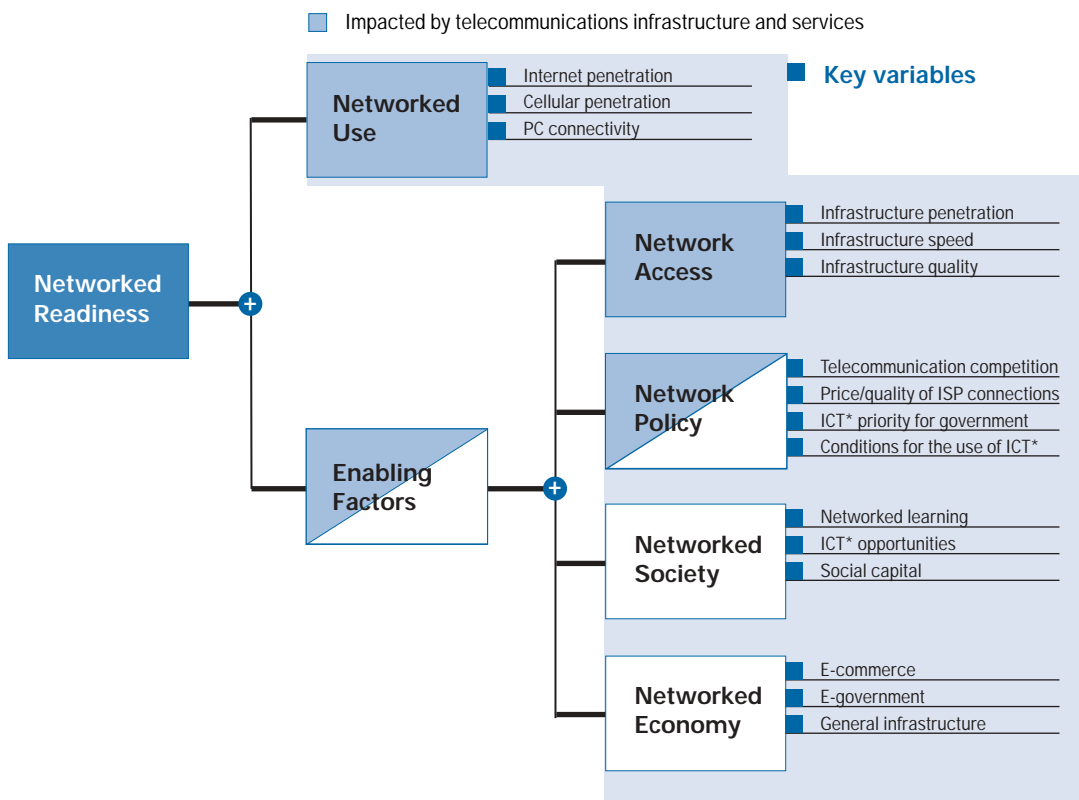 Impacted by telecommunications infrastructure and services
Key variables
Networked
Use
Internet penetration
Cellular penetration
PC connectivity
Networked
Readiness
+
Enabling
Factors
+
Network
Access
Infrastructure penetration
Infrastructure speed
Infrastructure quality
Network
Policy
Telecommunication competition
Price/quality of ISP connections
ICT* priority for government
Conditions for the use of ICT*
Networked
Society
Networked learning
ICT* opportunities
Social capital
Networked
Economy
E-commerce
E-government
General infrastructure